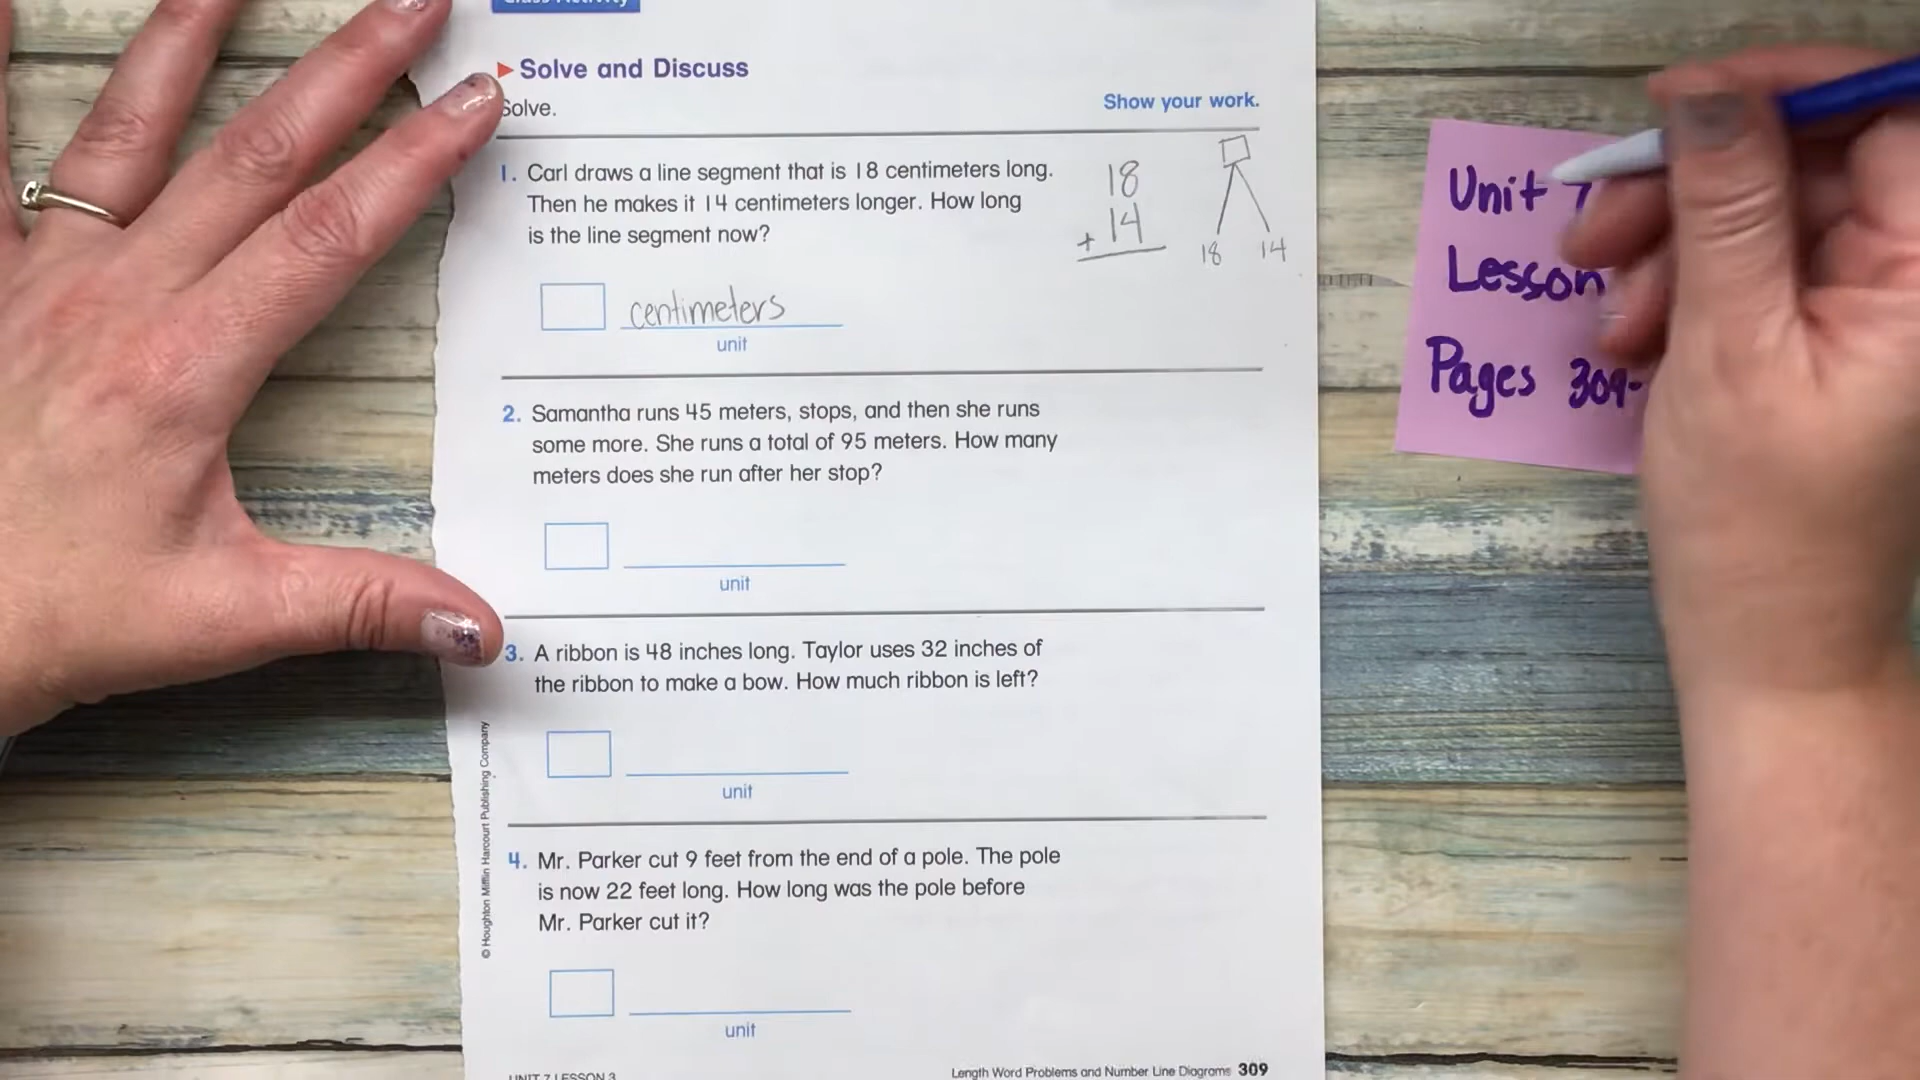 Class Activity
Solve and Discuss
Solve.
Show your work.
1. Carl draws a line segment that is 18 centimeters long.
Then he makes it 14 centimeters longer. How long
is the line segment now?
18
+ 14
18 14
centimeters
unit
2. Samantha runs 45 meters, stops, and then she runs
some more. She runs a total of 95 meters. How many
meters does she run after her stop?
unit
3. A ribbon is 48 inches long. Taylor uses 32 inches of
the ribbon to make a bow. How much ribbon is left?
unit
4. Mr. Parker cut 9 feet from the end of a pole. The pole
is now 22 feet long. How long was the pole before
Mr. Parker cut it?
unit
© Houghton Mifflin Harcourt Publishing Company
UNIT 7 LESSON 3
Length Word Problems and Number Line Diagrams 309
Unit 7
Lesson
Pages 309-